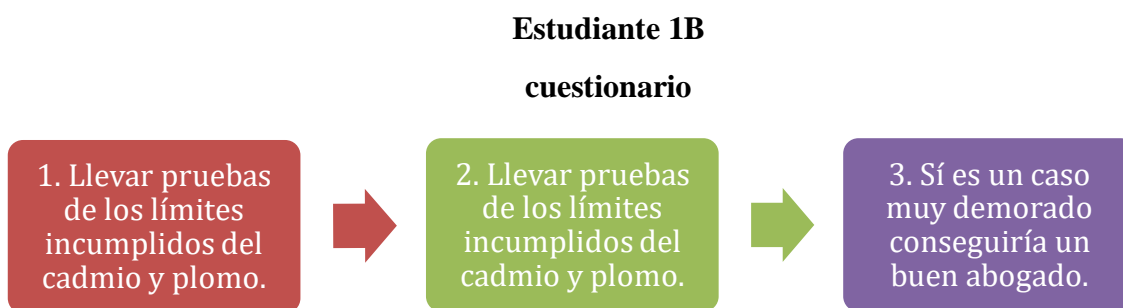 Estudiante 1B
cuestionario
1. Llevar pruebas
de los límites
incumplidos del
cadmio y plomo.
2. Llevar pruebas
de los límites
incumplidos del
cadmio y plomo.
3. Sí es un caso
muy demorado
conseguiría un
buen abogado.